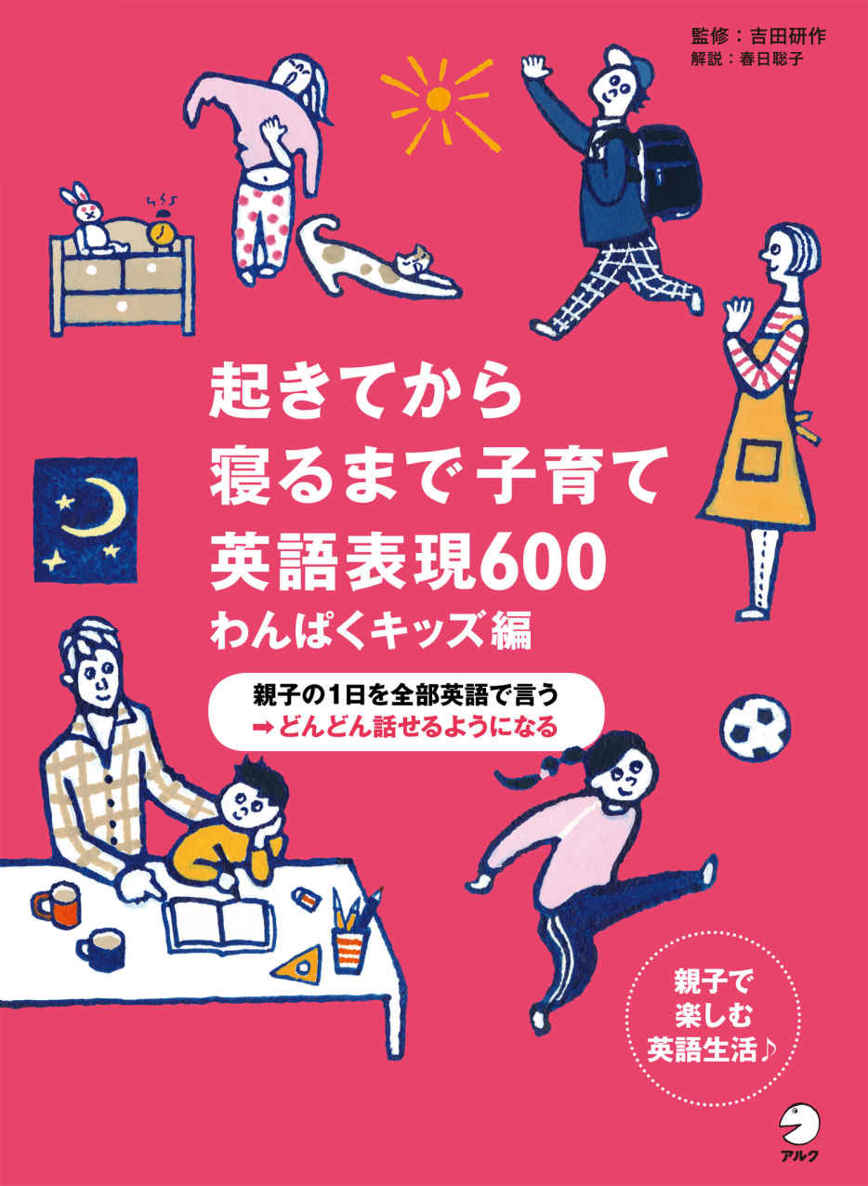 監修：吉田研作
解説：春日聡子
起きてから
寝るまで子育て
英語表現600
わんぱくキッズ編
親子の1日を全部英語で言う
➡どんどん話せるようになる
親子で
楽しむ
英語生活♪
アルク